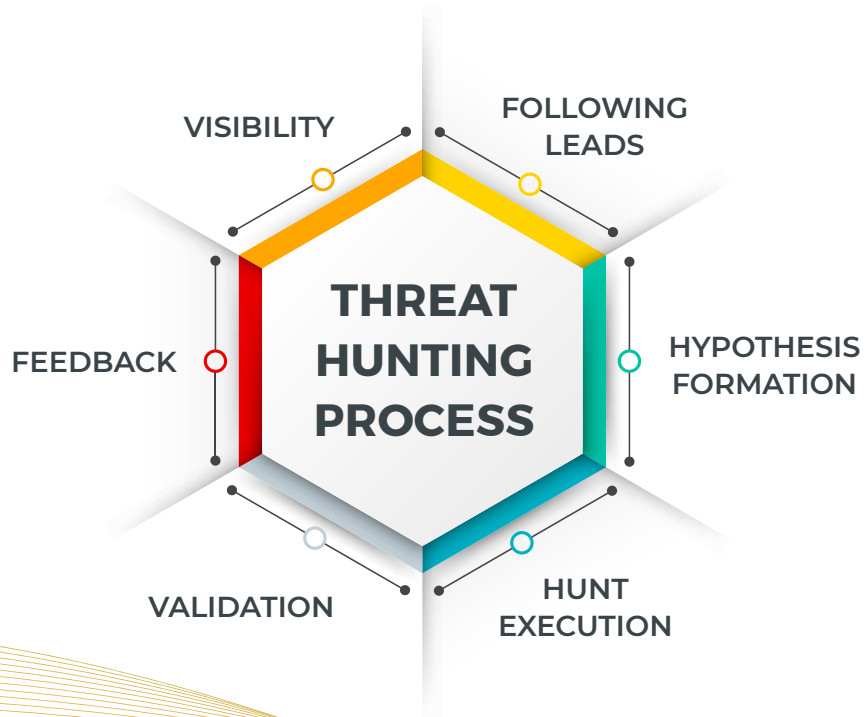 VISIBILITY
FOLLOWING
LEADS
THREAT
HUNTING
PROCESS
FEEDBACK
HYPOTHESIS
FORMATION
VALIDATION
HUNT
EXECUTION